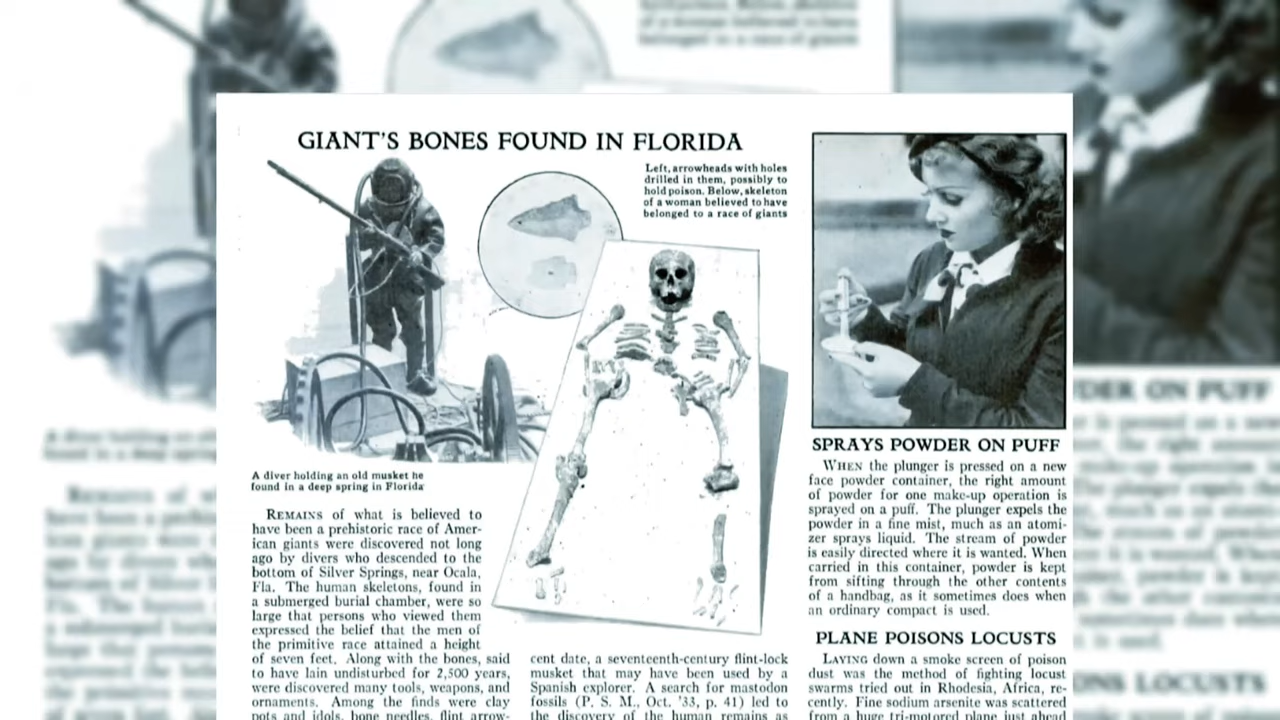 GIANT'S BONES FOUND IN FLORIDA
Left, arrowheads with holes
drilled in them, possibly to
hold poison. Below, skeleton
of a woman believed to have
belonged to a race of giants
A diver holding an old musket he
found in a deep spring in Florida
REMAINS of what is believed to
have been a prehistoric race of Amer-
ican giants were discovered not long
ago by divers who descended to the
bottom of Silver Springs, near Ocala,
Fla. The human skeletons, found in
a submerged burial chamber, were so
large that persons who viewed them
expressed the belief that the men of
the primitive race attained a height
of seven feet. Along with the bones, said
to have lain undisturbed for 2,500 years,
were discovered many tools, weapons, and
ornaments. Among the finds were clay
pots and idols, bone needles, flint arrow-
cent date, a seventeenth-century flint-lock
musket that may have been used by a
Spanish explorer. A search for mastodon
fossils (P. S. M., Oct. '33, p. 41) led to
the discovery of the human remains as
SPRAYS POWDER ON PUFF
WHEN the plunger is pressed on a new
face powder container, the right amount
of powder for one make-up operation is
sprayed on a puff. The plunger expels the
powder in a fine mist, much as an atomi-
zer sprays liquid. The stream of powder
is easily directed where it is wanted. When
carried in this container, powder is kept
from sifting through the other contents
of a handbag, as it sometimes does when
an ordinary compact is used.
PLANE POISONS LOCUSTS
LAYING down a smoke screen of poison
dust was the method of fighting locust
swarms tried out in Rhodesia, Africa, re-
cently. Fine sodium arsenite was scattered
from a huge tri-motored plane just ahead